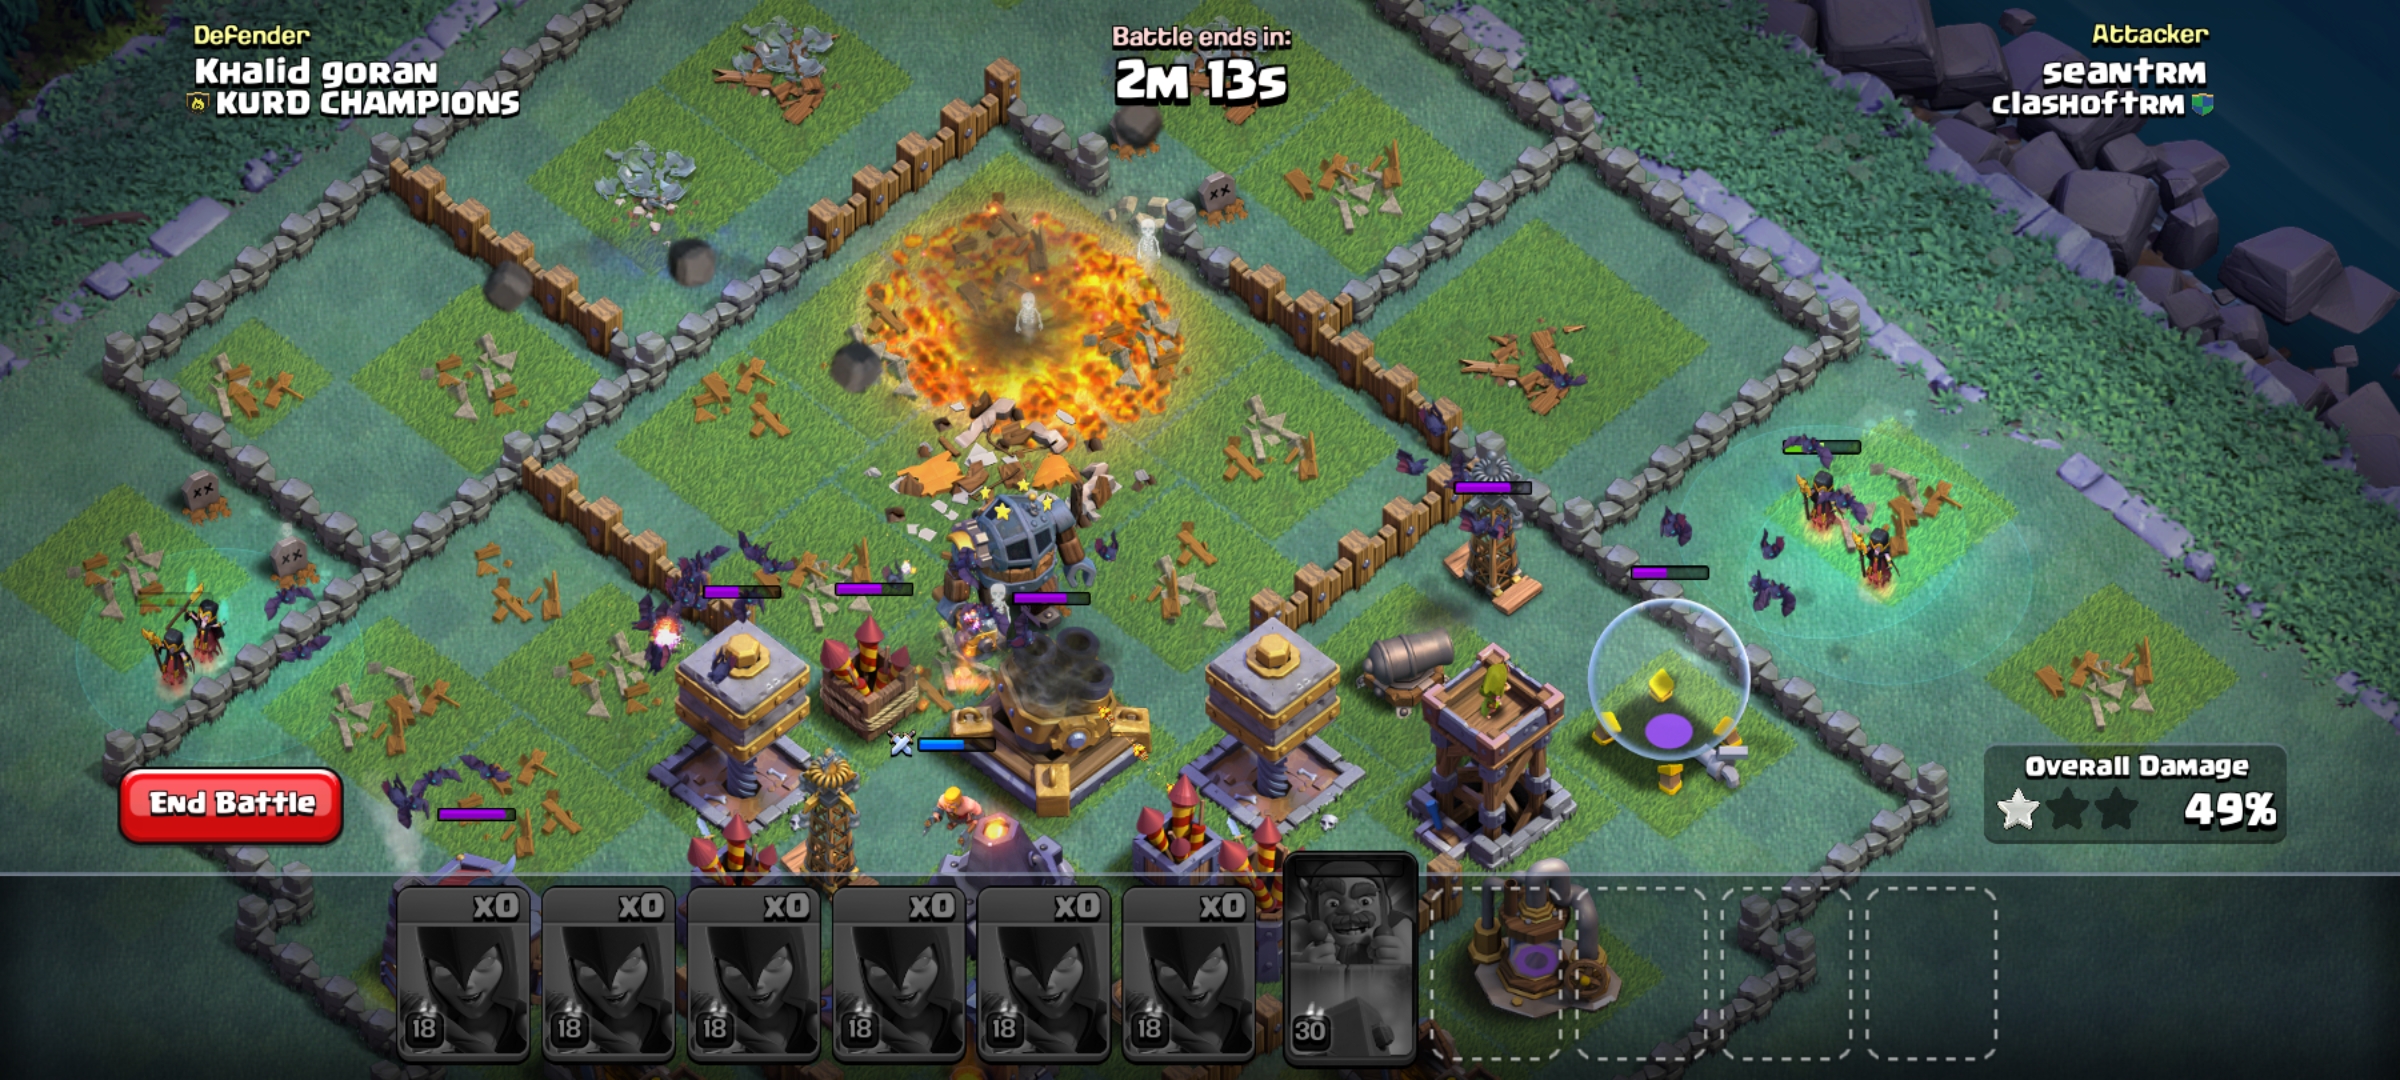 Defender
Khalid goran
KURD CHAMPIONS
Battle ends in:
2M 13s
Attacker
seantRM
clashoftRM
End Battle
Overall Damage
49%
x0
x0
x0
x0
x0
x0
18
18
18
18
18
18
30